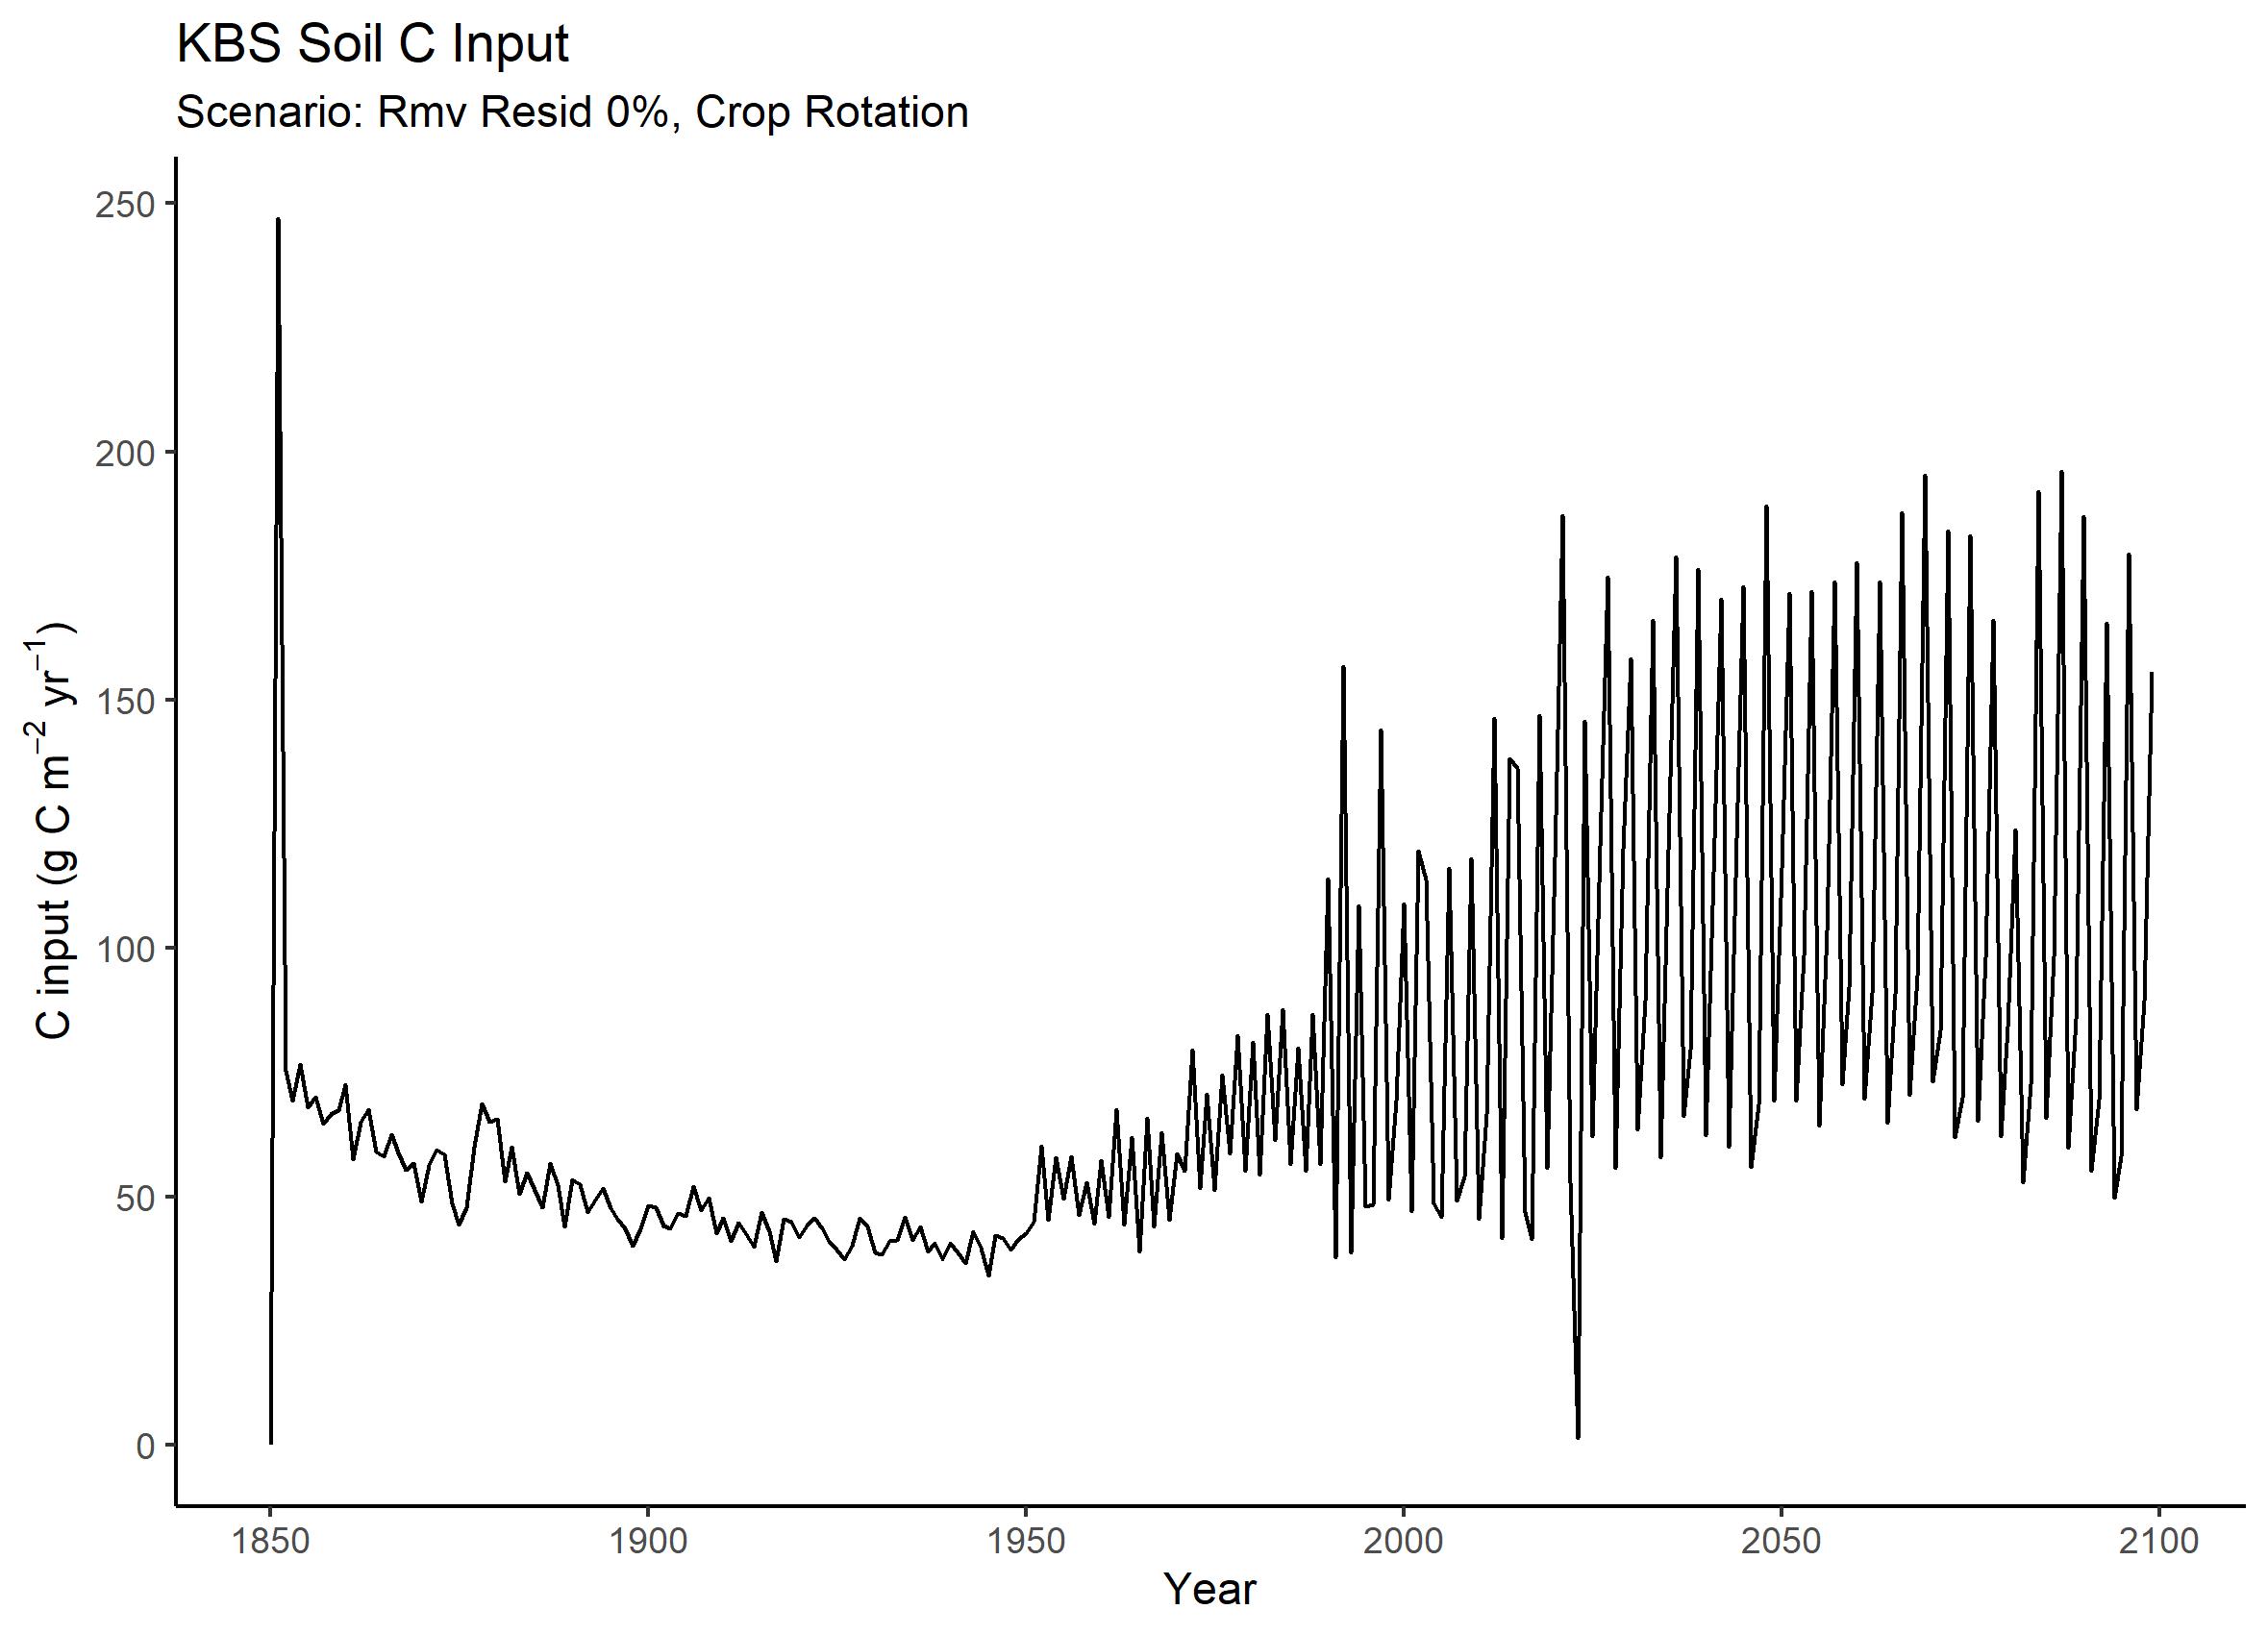 KBS Soil C Input
Scenario: Rmv Resid 0%, Crop Rotation
C input (g C m⁻² yr⁻¹)
250
200
150
100
50
0
1850 1900 1950 2000 2050 2100
Year